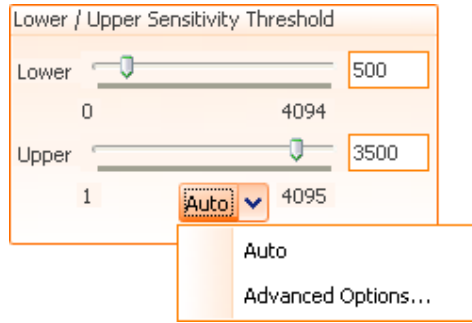 Lower / Upper Sensitivity Threshold
Lower 500
0 4094
Upper 3500
1 Auto 4095
Auto
Advanced Options...